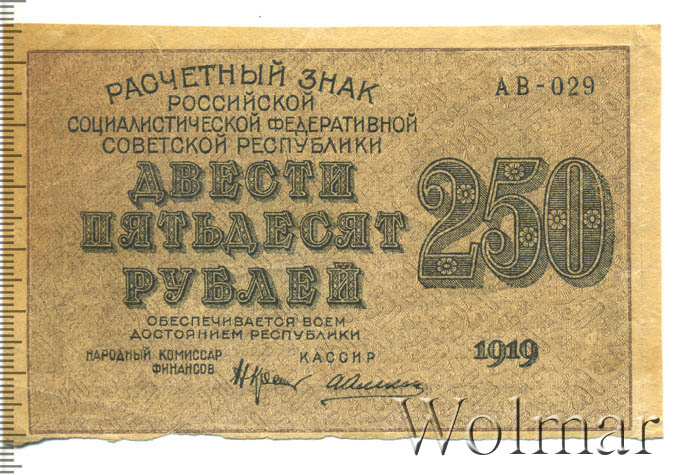 РАСЧЕТНЫЙ ЗНАК
РОССИЙСКОЙ
СОЦИАЛИСТИЧЕСКОЙ ФЕДЕРАТИВНОЙ
СОВЕТСКОЙ РЕСПУБЛИКИ
АВ-029
ДВЕСТИ
ПЯТЬДЕСЯТ
РУБЛЕЙ
250
ОБЕСПЕЧИВАЕТСЯ ВСЕМ
ДОСТОЯНИЕМ РЕСПУБЛИКИ
НАРОДНЫЙ КОМИССАР
ФИНАНСОВ
КАССИР
1919
Wolmar